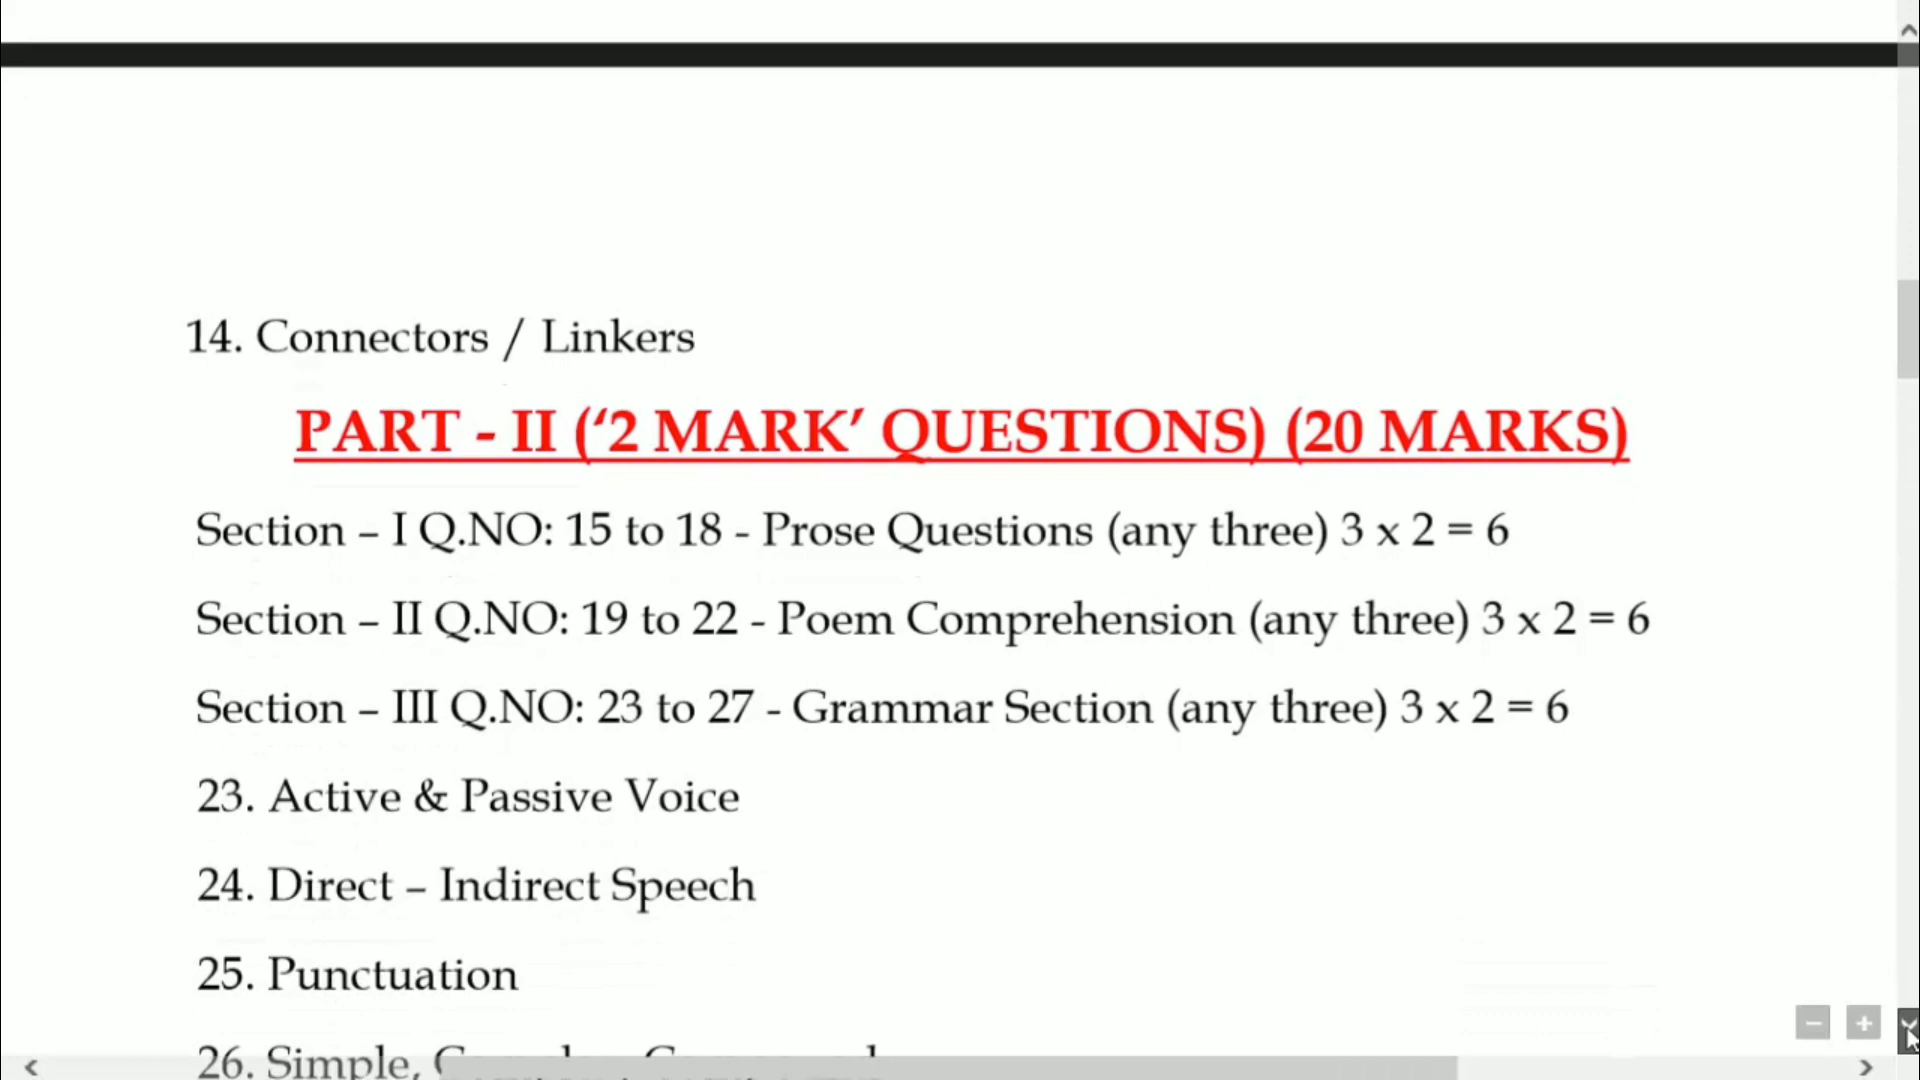 14. Connectors / Linkers
PART - II (‘2 MARK’ QUESTIONS) (20 MARKS)
Section – I Q.NO: 15 to 18 - Prose Questions (any three) 3 x 2 = 6
Section – II Q.NO: 19 to 22 - Poem Comprehension (any three) 3 x 2 = 6
Section – III Q.NO: 23 to 27 - Grammar Section (any three) 3 x 2 = 6
23. Active & Passive Voice
24. Direct – Indirect Speech
25. Punctuation
26. Simple,